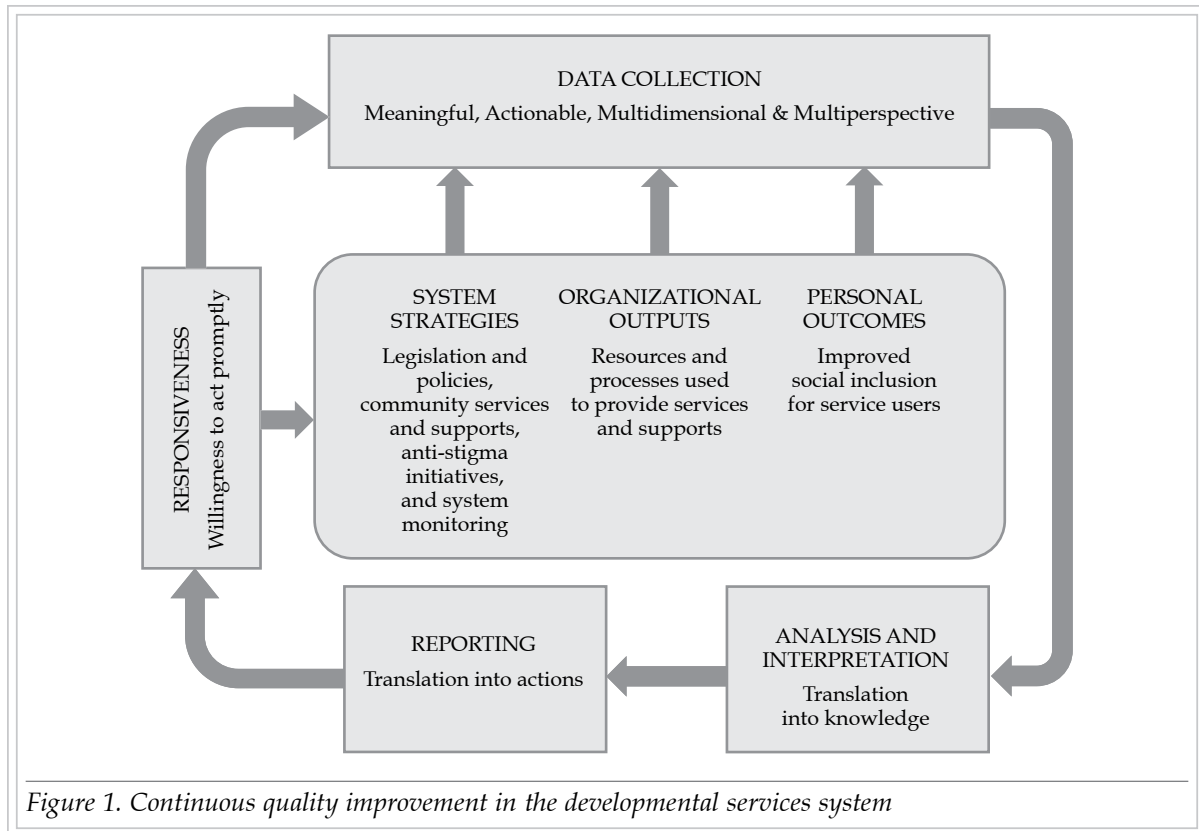 DATA COLLECTION
Meaningful, Actionable, Multidimensional & Multiperspective
RESPONSIVENESS
Willingness to act promptly
SYSTEM
STRATEGIES
Legislation and
policies,
community services
and supports,
anti-stigma
initiatives,
and system
monitoring
ORGANIZATIONAL
OUTPUTS
Resources and
processes used
to provide services
and supports
PERSONAL
OUTCOMES
Improved
social inclusion
for service users
REPORTING
Translation into actions
ANALYSIS AND
INTERPRETATION
Translation
into knowledge
Figure 1. Continuous quality improvement in the developmental services system